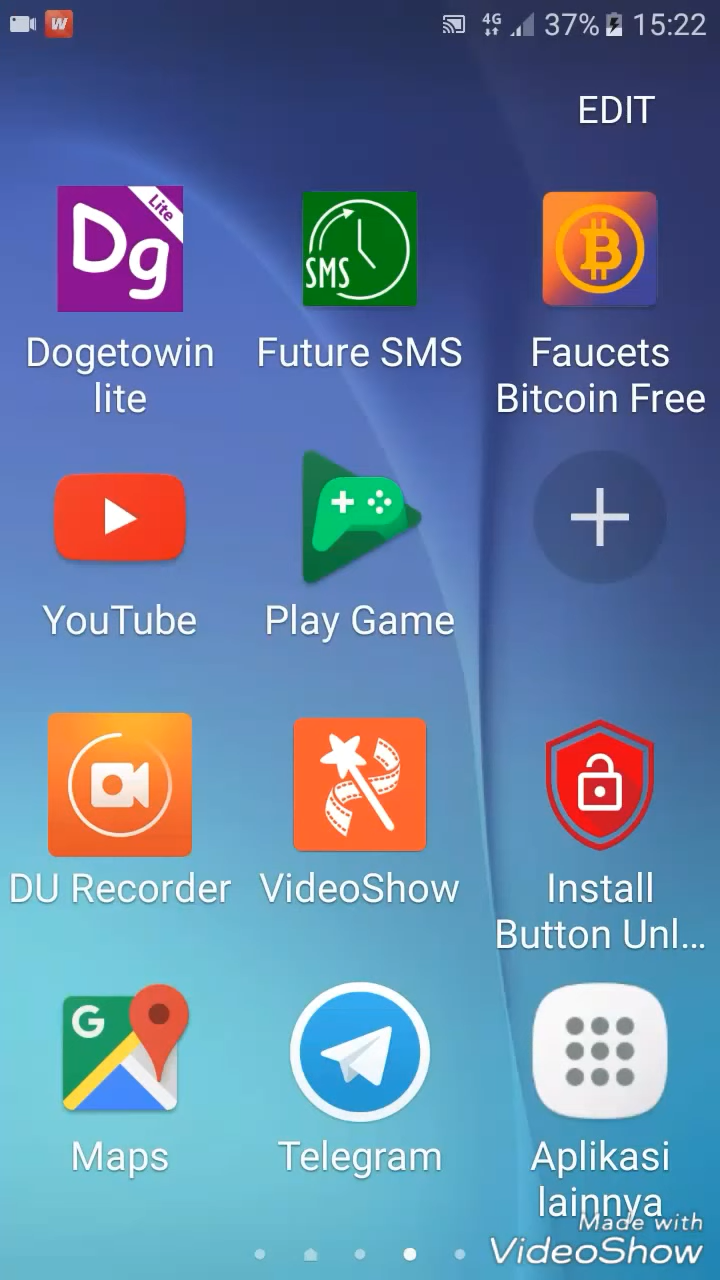 W 4G 37% 15:22
EDIT
Lite
Dg
SMS
Dogetowin
lite
Future SMS
Faucets
Bitcoin Free
YouTube
Play Game
DU Recorder
VideoShow
Install
Button Unl...
G
Maps
Telegram
Aplikasi
lainnya
Made with
VideoShow